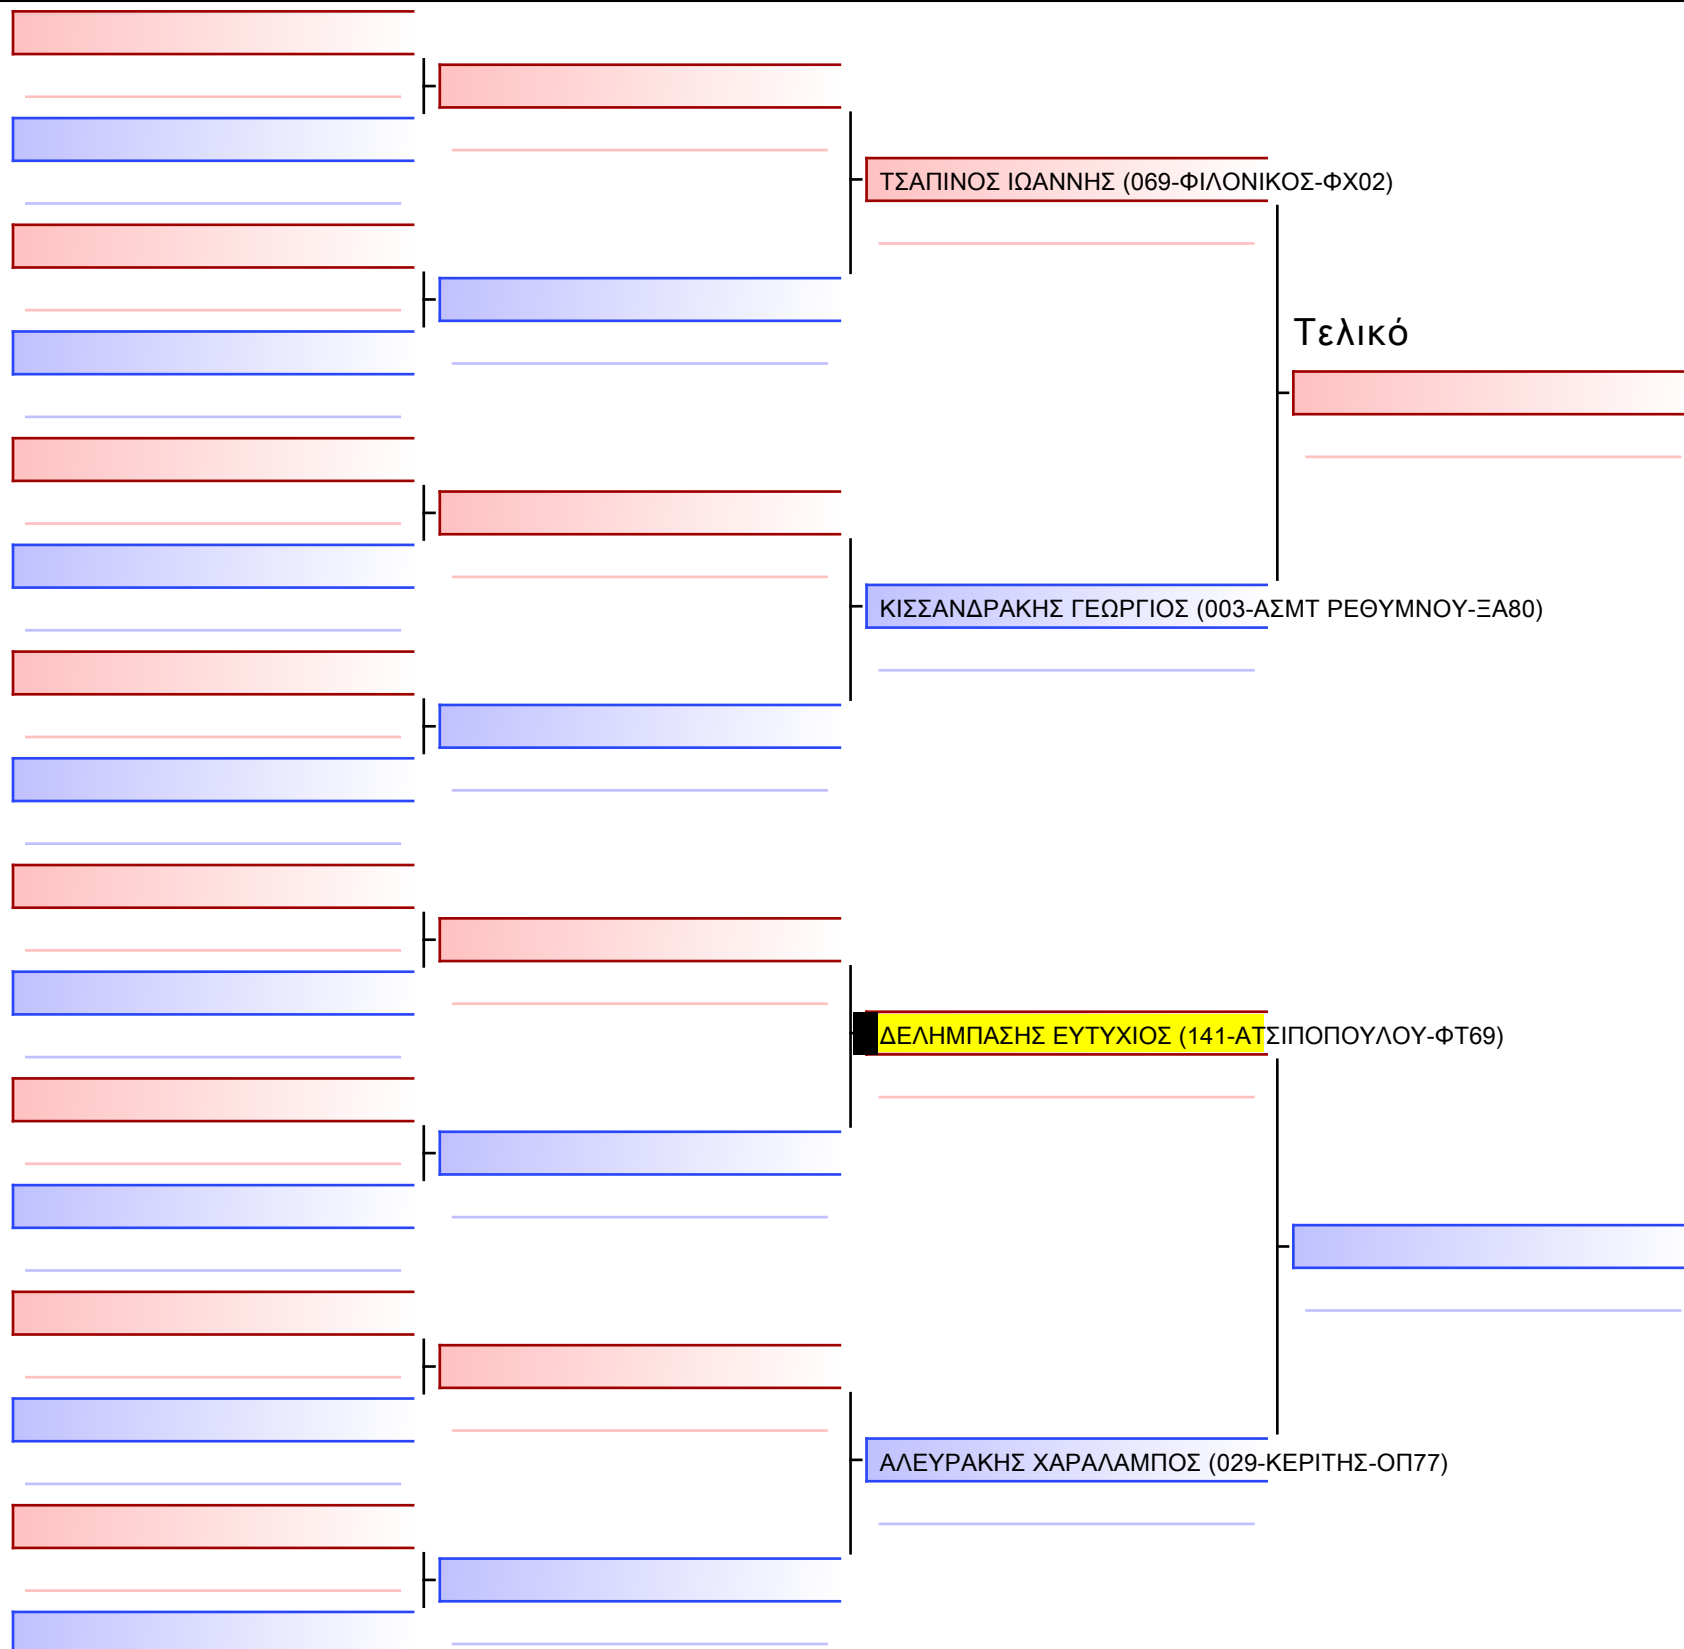 ΤΣΑΠΙΝΟΣ ΙΩΑΝΝΗΣ (069-ΦΙΛΟΝΙΚΟΣ-ΦΧ02)
Τελικό
ΚΙΣΣΑΝΔΡΑΚΗΣ ΓΕΩΡΓΙΟΣ (003-ΑΣΜΤ ΡΕΘΥΜΝΟΥ-ΞΑ80)
ΔΕΛΗΜΠΑΣΗΣ ΕΥΤΥΧΙΟΣ (141-ΑΤΣΙΠΟΠΟΥΛΟΥ-ΦΤ69)
ΑΛΕΥΡΑΚΗΣ ΧΑΡΑΛΑΜΠΟΣ (029-ΚΕΡΙΤΗΣ-ΟΠ77)